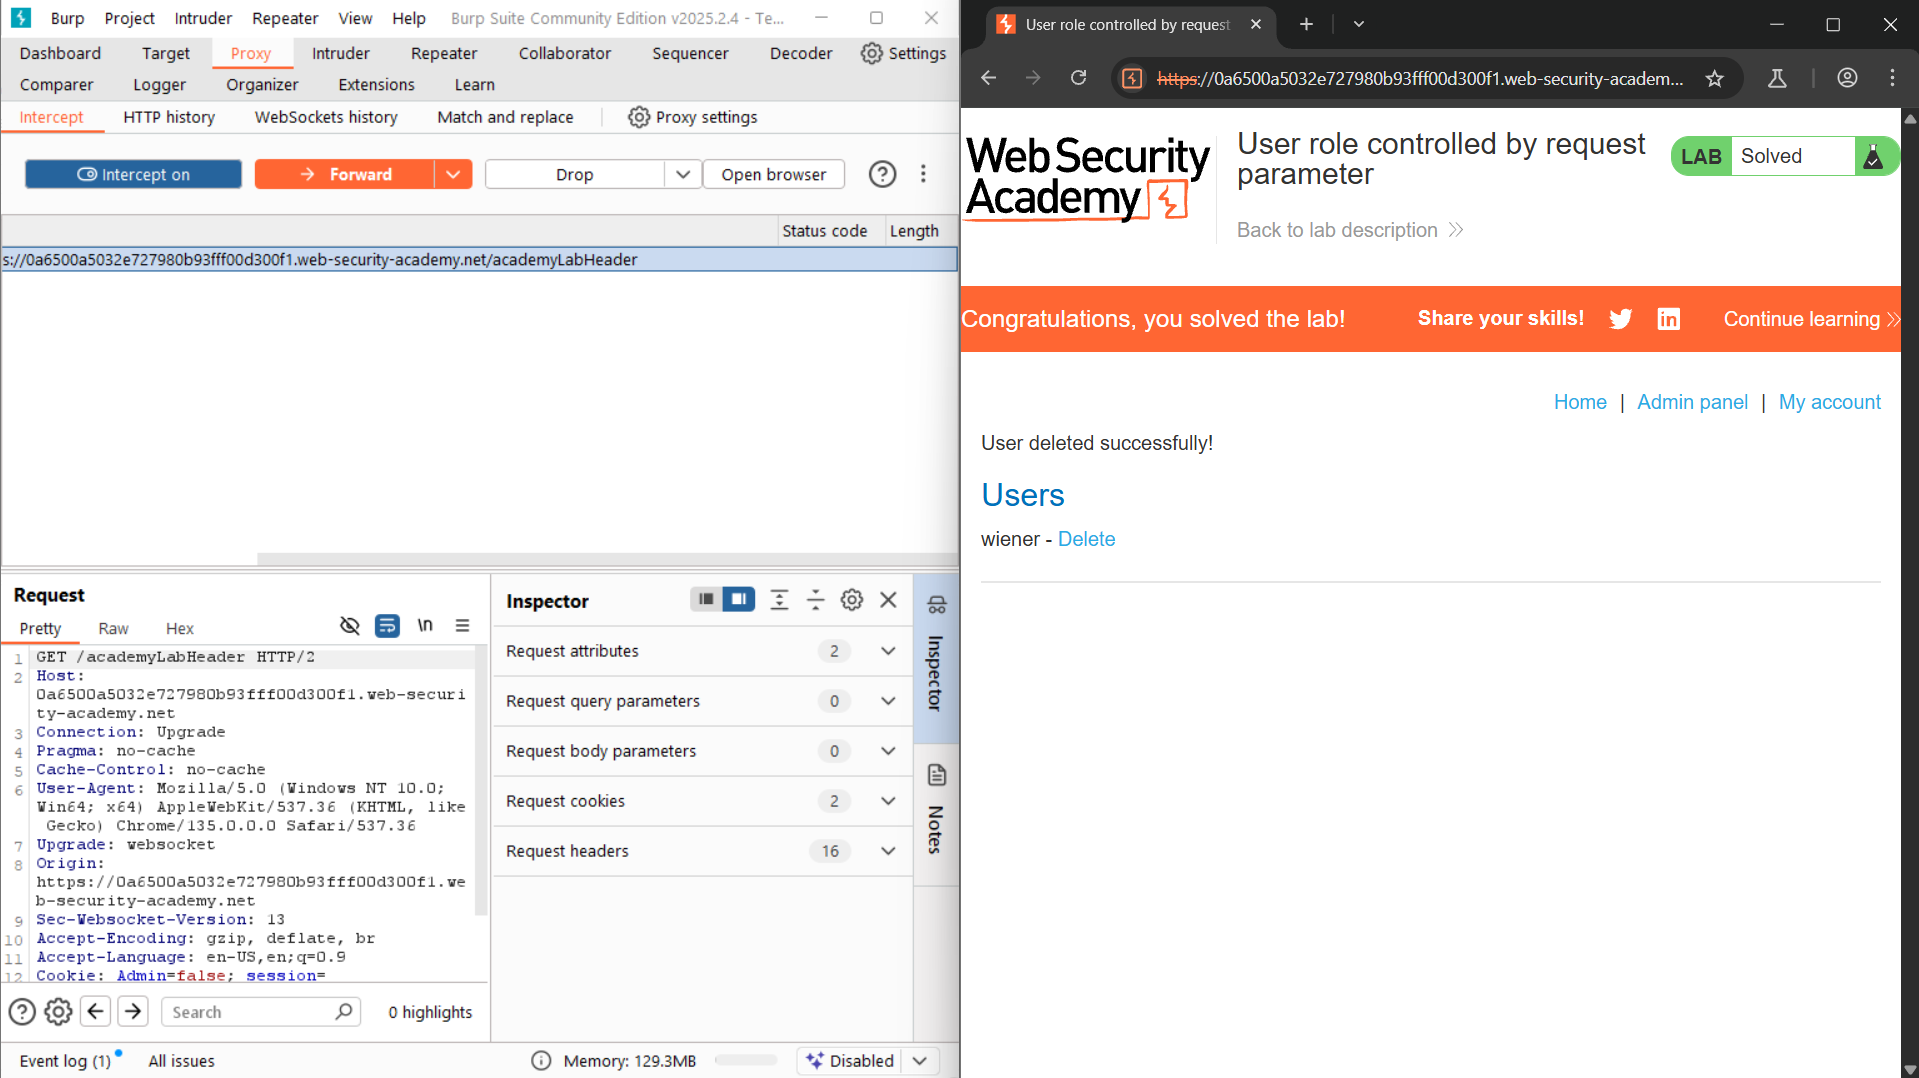 Burp Project Intruder Repeater View Help Burp Suite Community Edition v2025.2.4 - Te...
Dashboard Target Proxy Intruder Repeater Collaborator Sequencer Decoder Settings
Comparer Logger Organizer Extensions Learn
Intercept HTTP history WebSockets history Match and replace Proxy settings
Intercept on Forward Drop Open browser
Status code Length
s://0a6500a5032e727980b93fff00d300f1.web-security-academy.net/academyLabHeader
Request
Pretty Raw Hex \n
1 GET /academyLabHeader HTTP/2
2 Host:
0a6500a5032e727980b93fff00d300f1.web-securi
ty-academy.net
3 Connection: Upgrade
4 Pragma: no-cache
5 Cache-Control: no-cache
6 User-Agent: Mozilla/5.0 (Windows NT 10.0;
Win64; x64) AppleWebKit/537.36 (KHTML, like
Gecko) Chrome/135.0.0.0 Safari/537.36
7 Upgrade: websocket
8 Origin:
https://0a6500a5032e727980b93fff00d300f1.we
b-security-academy.net
9 Sec-Websocket-Version: 13
10 Accept-Encoding: gzip, deflate, br
11 Accept-Language: en-US,en;q=0.9
12 Cookie: Admin=false; session=
Search 0 highlights
Inspector
Request attributes 2
Request query parameters 0
Request body parameters 0
Request cookies 2
Request headers 16
Inspector
Notes
Event log (1) All issues Memory: 129.3MB Disabled
User role controlled by request
https://0a6500a5032e727980b93fff00d300f1.web-security-academ...
Web Security
Academy
User role controlled by request
parameter
Back to lab description
LAB Solved
Congratulations, you solved the lab! Share your skills! Continue learning
Home | Admin panel | My account
User deleted successfully!
Users
wiener - Delete